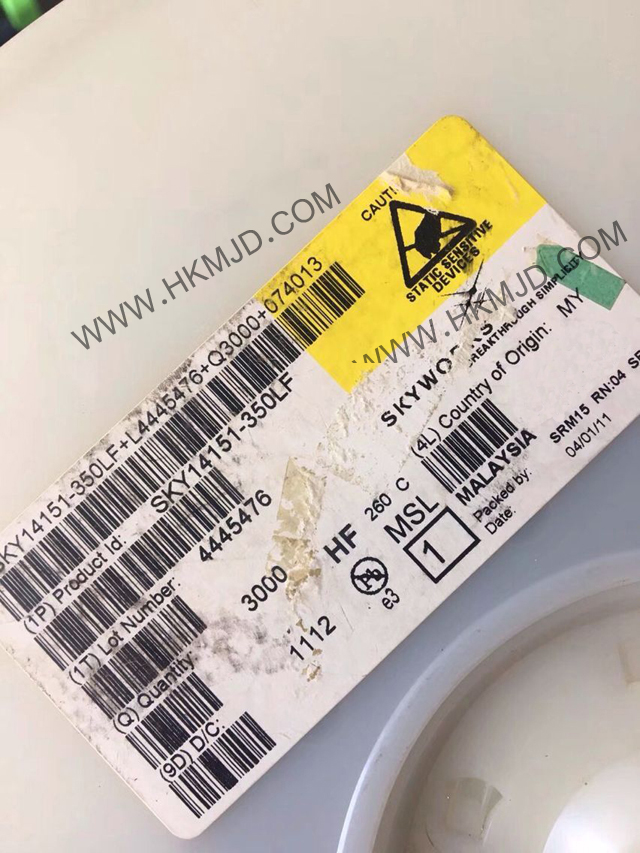 WWW.HKMJD.COM
WWW.HKMJD.COM
SKY14151-350LF+L4445476+Q3000+074013
CAUTI
STATIC SENSITIVE
DEVICES
(1P) Product Id: SKY14151-350LF
SKYWORKS
BREAKTHROUGH SIMPLICITY
(1T) Lot Number: 4445476
(4L) Country of Origin: MY
MALAYSIA
(Q) Quantity: 3000
HF 260 C
MSL
1
Pb
e3
(9D) D/C: 1112
Packed by: SRM15 RN:04
Date: 04/01/11